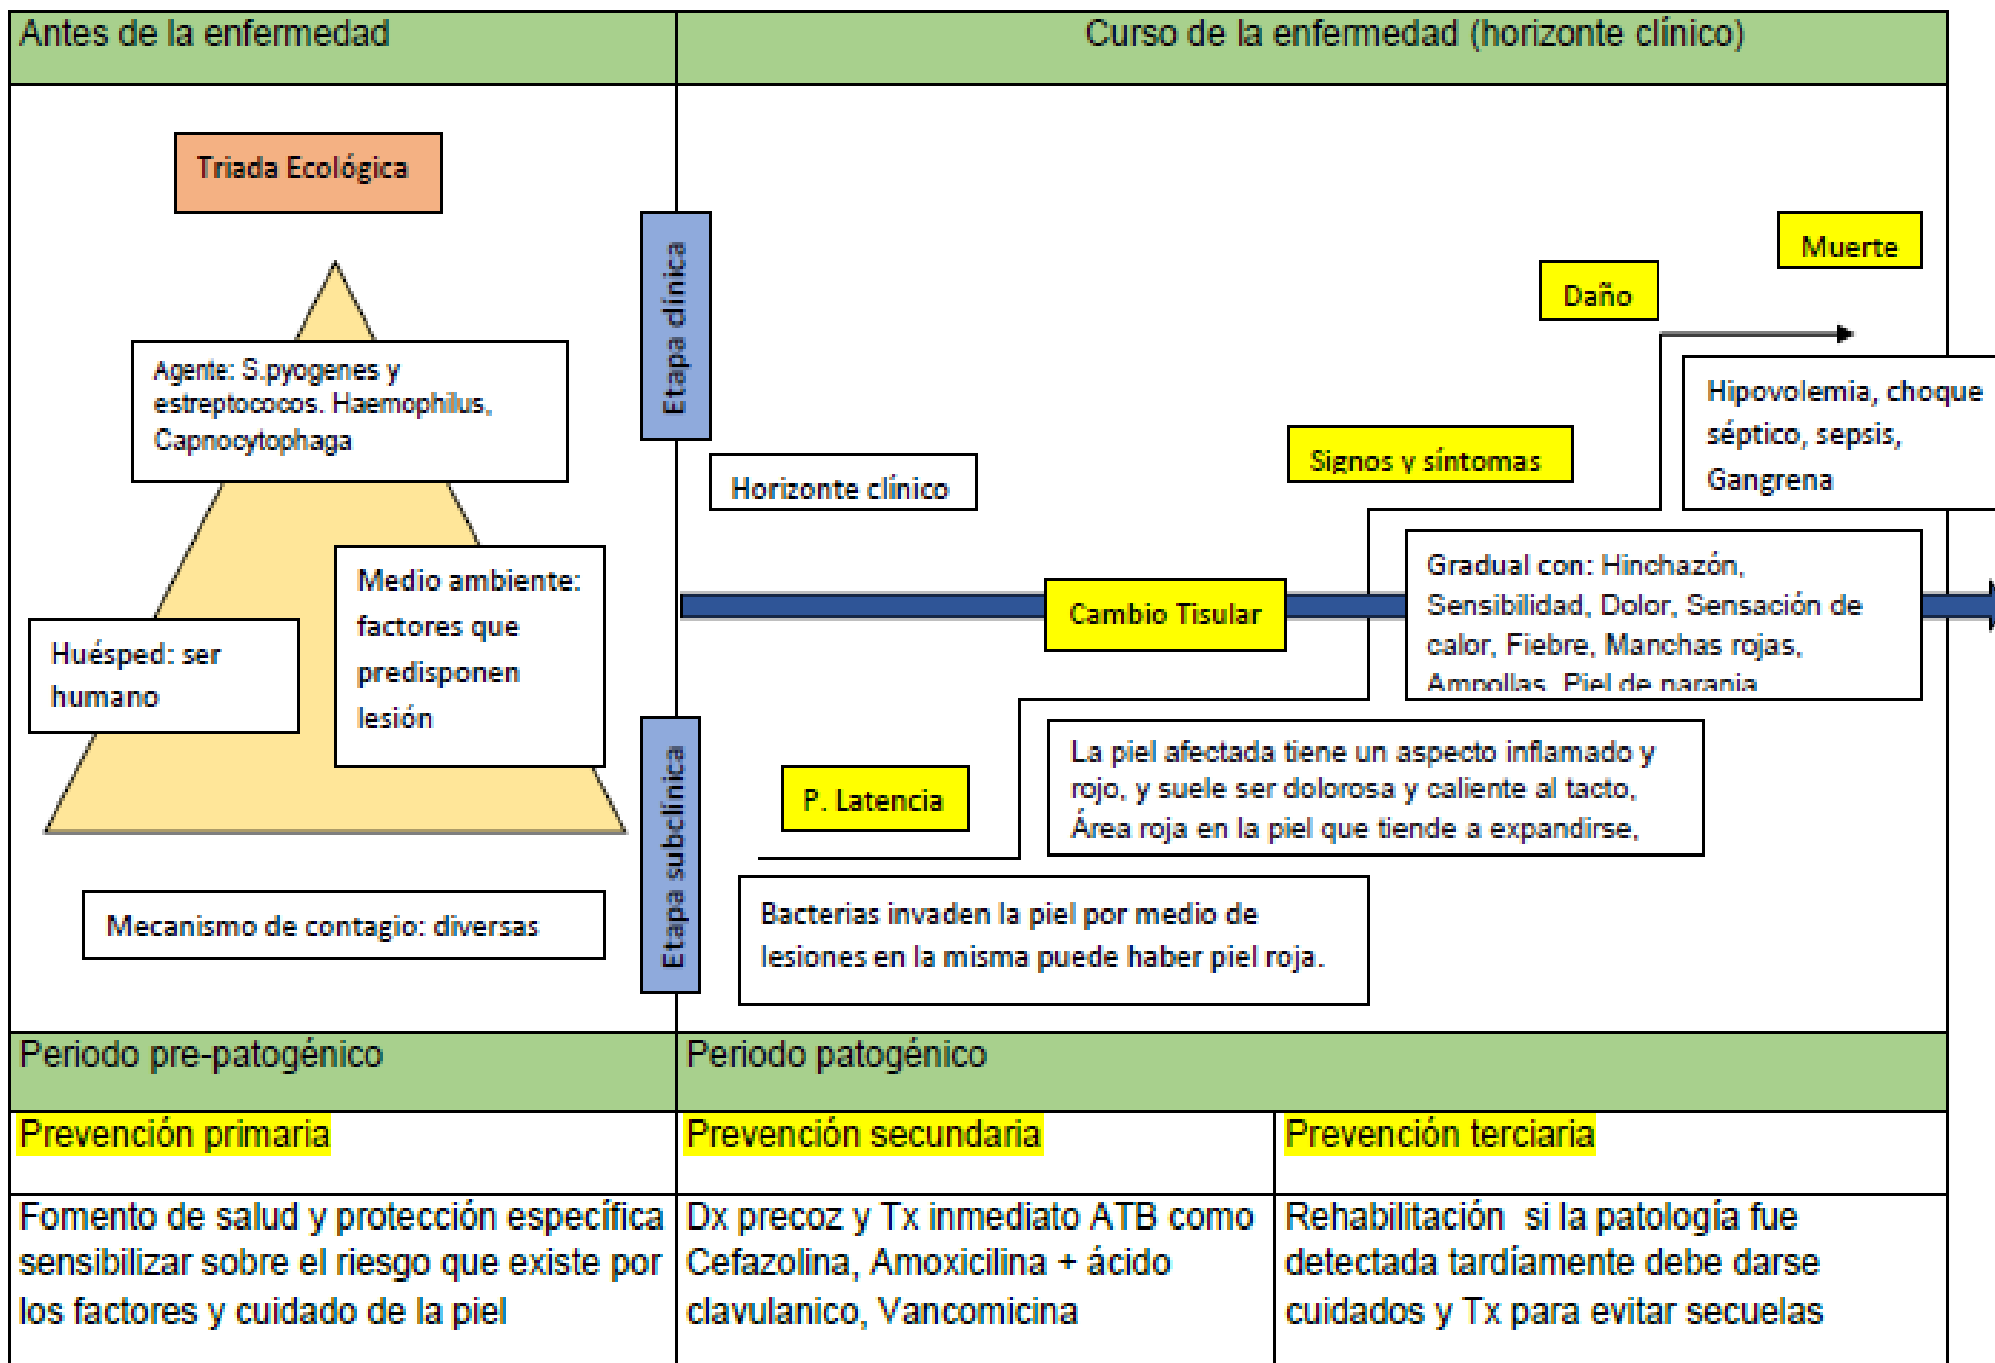 Antes de la enfermedad
Curso de la enfermedad (horizonte clínico)
Triada Ecológica
Agente: S.pyogenes y
estreptococos. Haemophilus,
Capnocytophaga
Huésped: ser
humano
Medio ambiente:
factores que
predisponen
lesión
Mecanismo de contagio: diversas
Etapa clínica
Etapa subclínica
Horizonte clínico
Muerte
Daño
Hipovolemia, choque
séptico, sepsis,
Gangrena
Signos y síntomas
Gradual con: Hinchazón,
Sensibilidad, Dolor, Sensación de
calor, Fiebre, Manchas rojas,
Ampollas, Piel de naranja
Cambio Tisular
La piel afectada tiene un aspecto inflamado y
rojo, y suele ser dolorosa y caliente al tacto,
Área roja en la piel que tiende a expandirse,
P. Latencia
Bacterias invaden la piel por medio de
lesiones en la misma puede haber piel roja.
Periodo pre-patogénico
Periodo patogénico
Prevención primaria
Prevención secundaria
Prevención terciaria
Fomento de salud y protección específica
sensibilizar sobre el riesgo que existe por
los factores y cuidado de la piel
Dx precoz y Tx inmediato ATB como
Cefazolina, Amoxicilina + ácido
clavulanico, Vancomicina
Rehabilitación si la patología fue
detectada tardíamente debe darse
cuidados y Tx para evitar secuelas